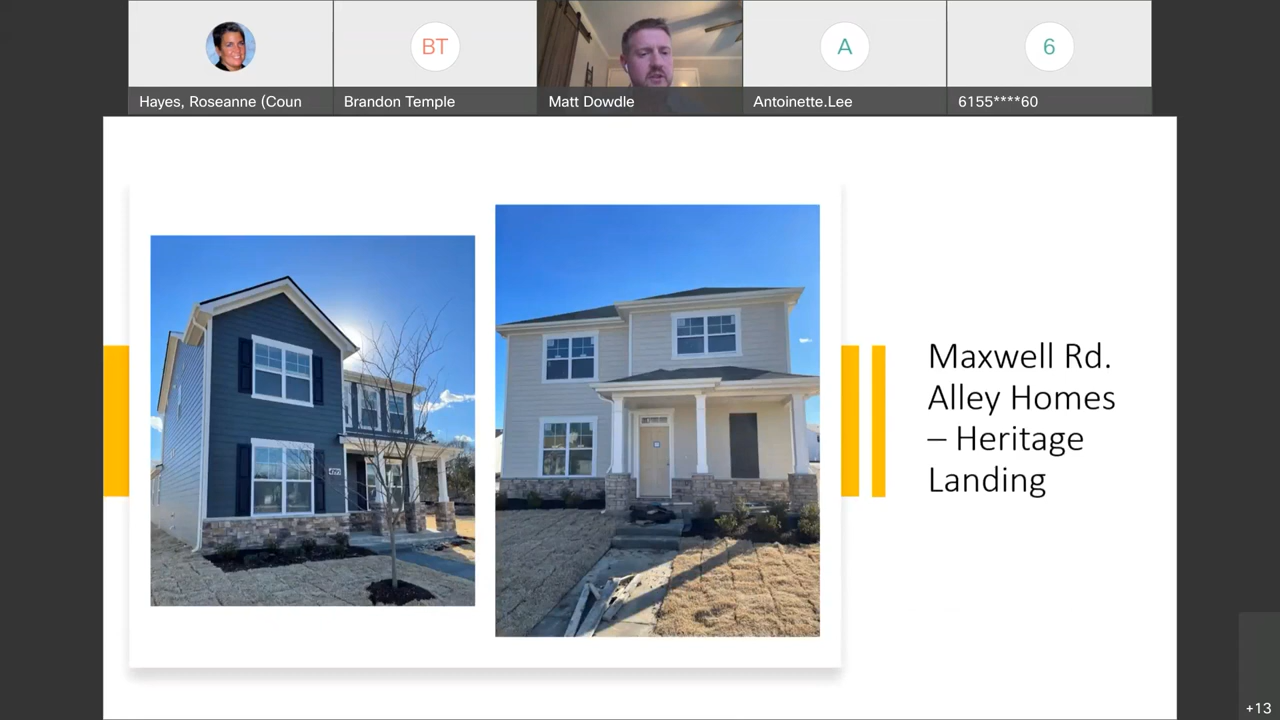 BT
A
6
Hayes, Roseanne (Coun
Brandon Temple
Matt Dowdle
Antoinette.Lee
6155****60
Maxwell Rd.
Alley Homes
– Heritage
Landing
+13